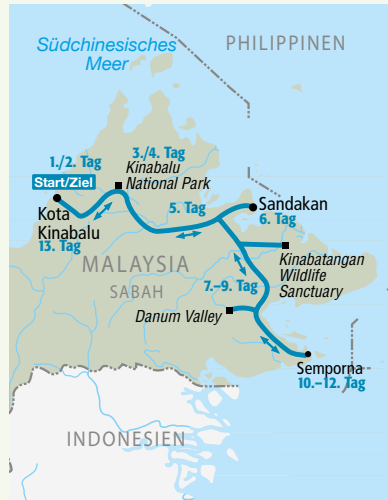 Südchinesisches
Meer
PHILIPPINEN
1./2. Tag
3./4. Tag
Kinabalu
National Park
Start/Ziel
Kota
Kinabalu
13. Tag
5. Tag
Sandakan
6. Tag
MALAYSIA
SABAH
Kinabatangan
Wildlife
Sanctuary
7.–9. Tag
Danum Valley
Semporna
10.–12. Tag
INDONESIEN